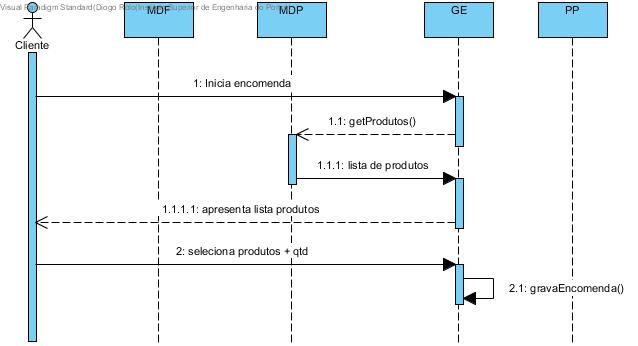 Visual Paradigm Standard(Diogo Rolo(Instituto Superior de Engenharia do Porto))
MDF
MDP
GE
PP
Cliente
1: Inicia encomenda
1.1: getProdutos()
1.1.1: lista de produtos
1.1.1.1: apresenta lista produtos
2: seleciona produtos + qtd
2.1: gravaEncomenda()